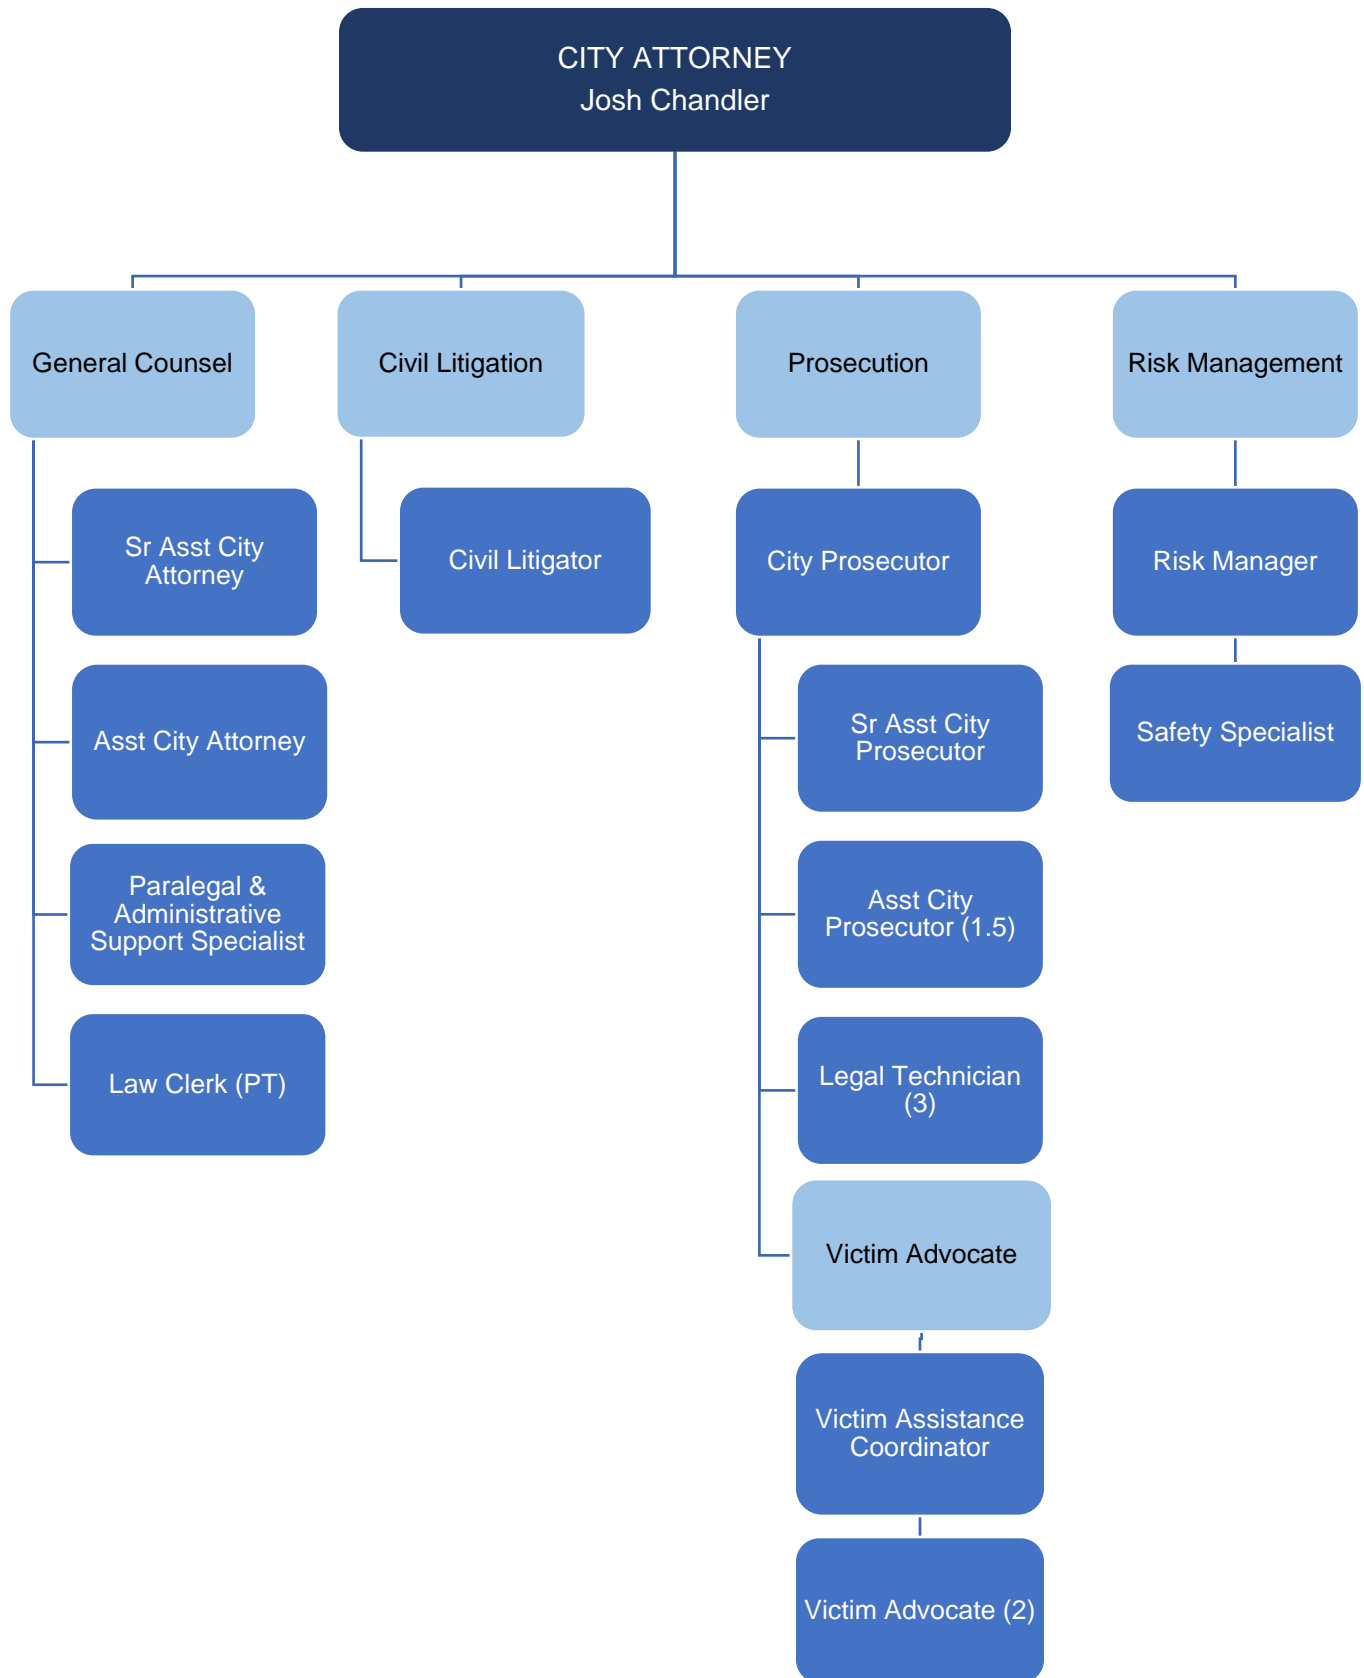 CITY ATTORNEY
Josh Chandler
General Counsel
Civil Litigation
Prosecution
Risk Management
Sr Asst City
Attorney
Civil Litigator
City Prosecutor
Risk Manager
Asst City Attorney
Sr Asst City
Prosecutor
Safety Specialist
Paralegal &
Administrative
Support Specialist
Asst City
Prosecutor (1.5)
Law Clerk (PT)
Legal Technician
(3)
Victim Advocate
Victim Assistance
Coordinator
Victim Advocate (2)